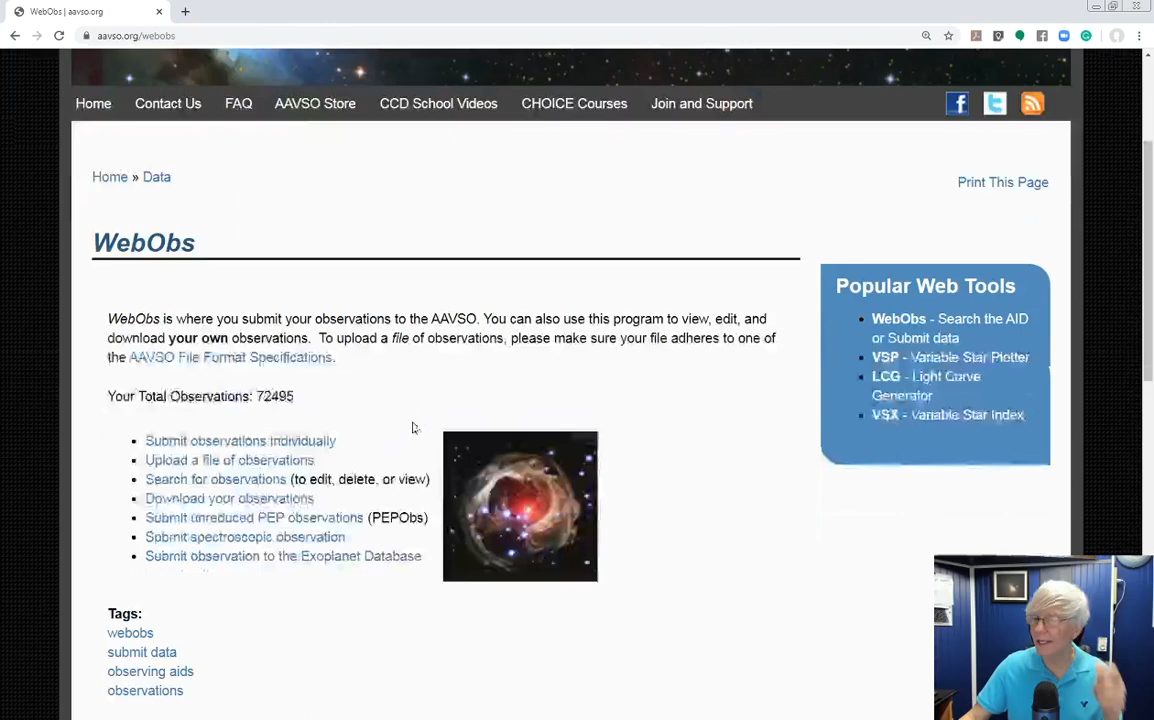 WebObs | aavso.org
aavso.org/webobs
Home Contact Us FAQ AAVSO Store CCD School Videos CHOICE Courses Join and Support
Home » Data
Print This Page
WebObs
WebObs is where you submit your observations to the AAVSO. You can also use this program to view, edit, and
download your own observations. To upload a file of observations, please make sure your file adheres to one of
the AAVSO File Format Specifications.
Your Total Observations: 72495
Submit observations individually
Upload a file of observations
Search for observations (to edit, delete, or view)
Download your observations
Submit unreduced PEP observations (PEPObs)
Submit spectroscopic observation
Submit observation to the Exoplanet Database
Tags:
webobs
submit data
observing aids
observations
Popular Web Tools
WebObs - Search the AID
or Submit data
VSP - Variable Star Plotter
LCG - Light Curve
Generator
VSX - Variable Star Index